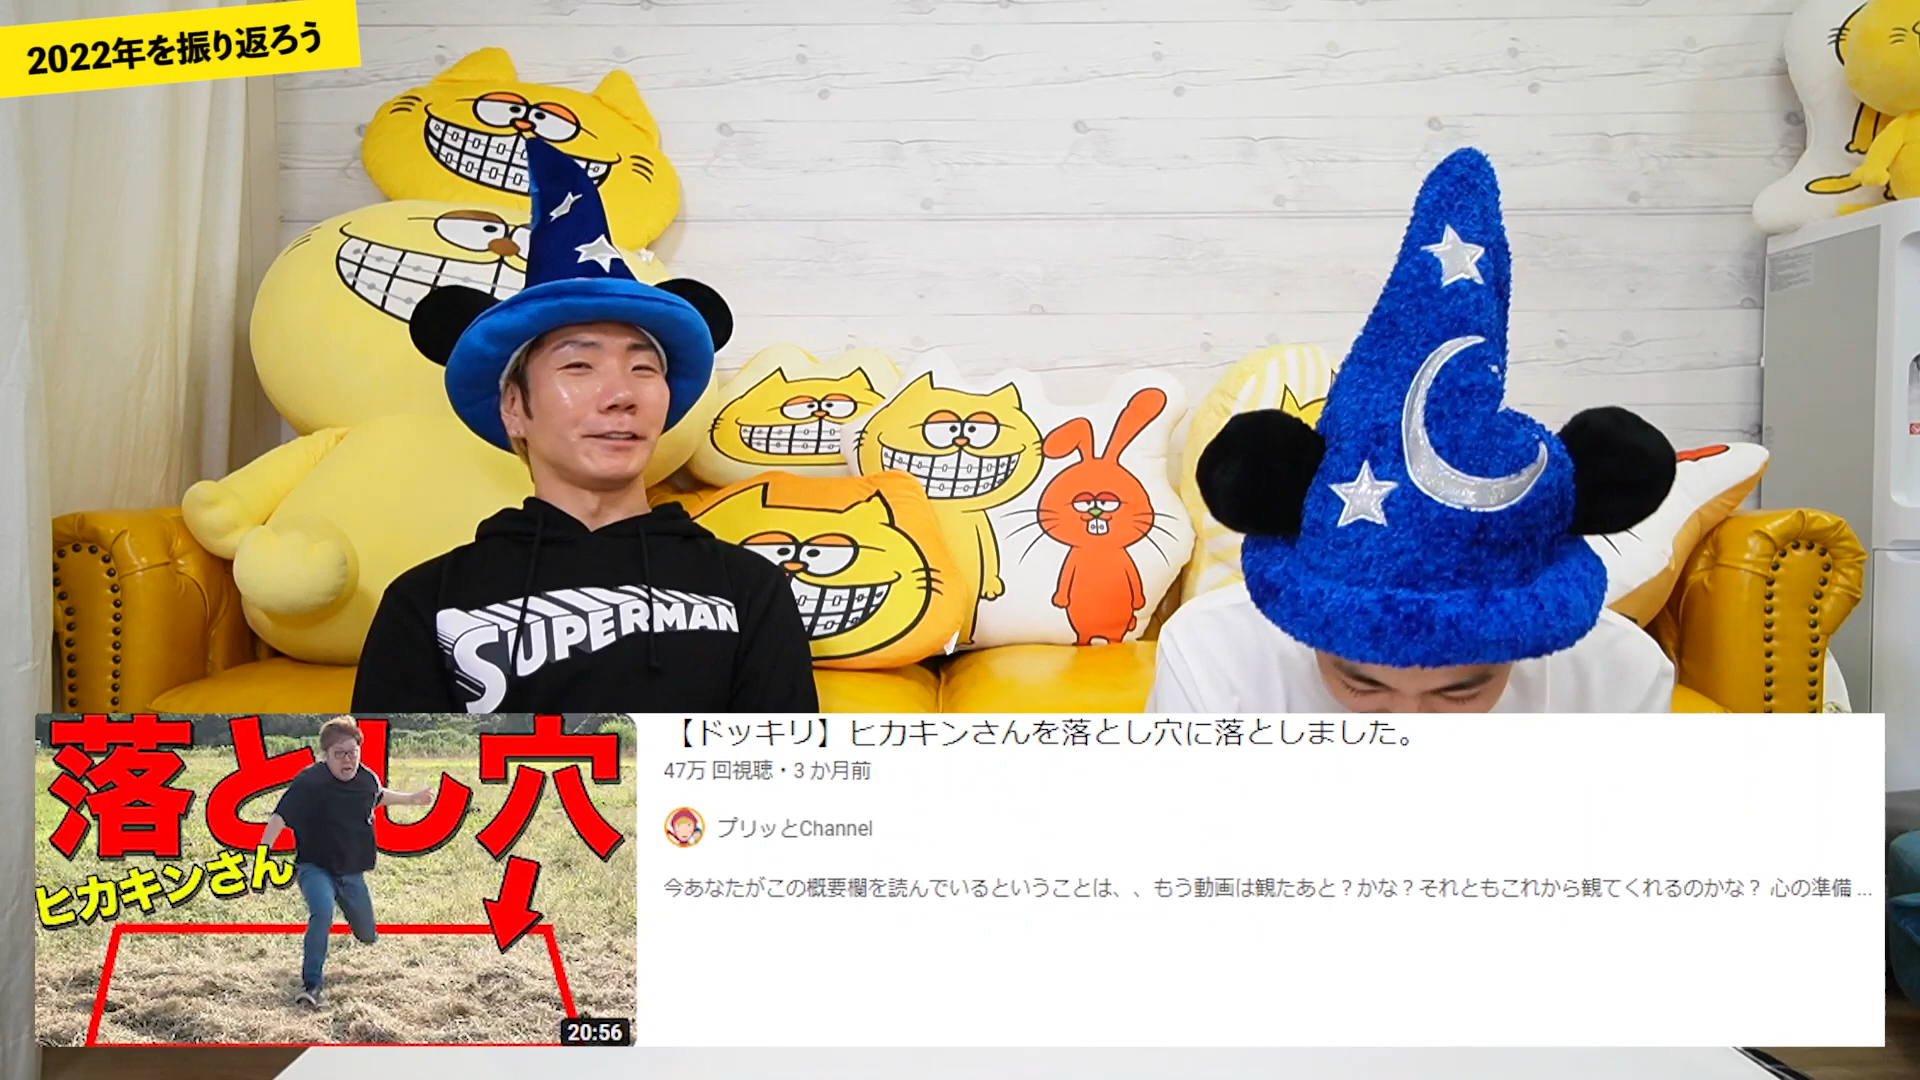 2022年を振り返ろう
SUPERMAN
落とし穴
ヒカキンさん
20:56
【ドッキリ】ヒカキンさんを落とし穴に落としました。
47万 回視聴・3 か月前
プリッとChannel
今あなたがこの概要欄を読んでいるということは、、もう動画は観たあと？かな？それともこれから観てくれるのかな？ 心の準備 ...